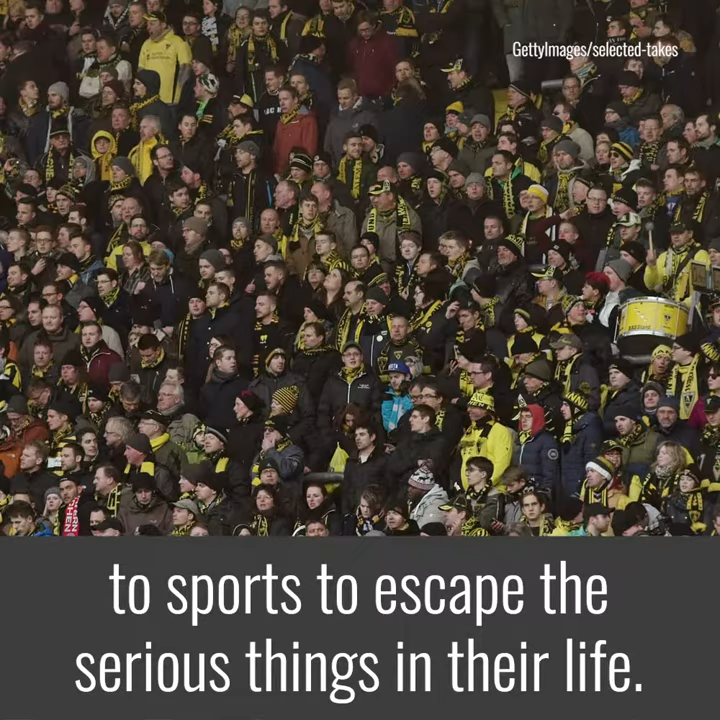 GettyImages/selected-takes
to sports to escape the
serious things in their life.